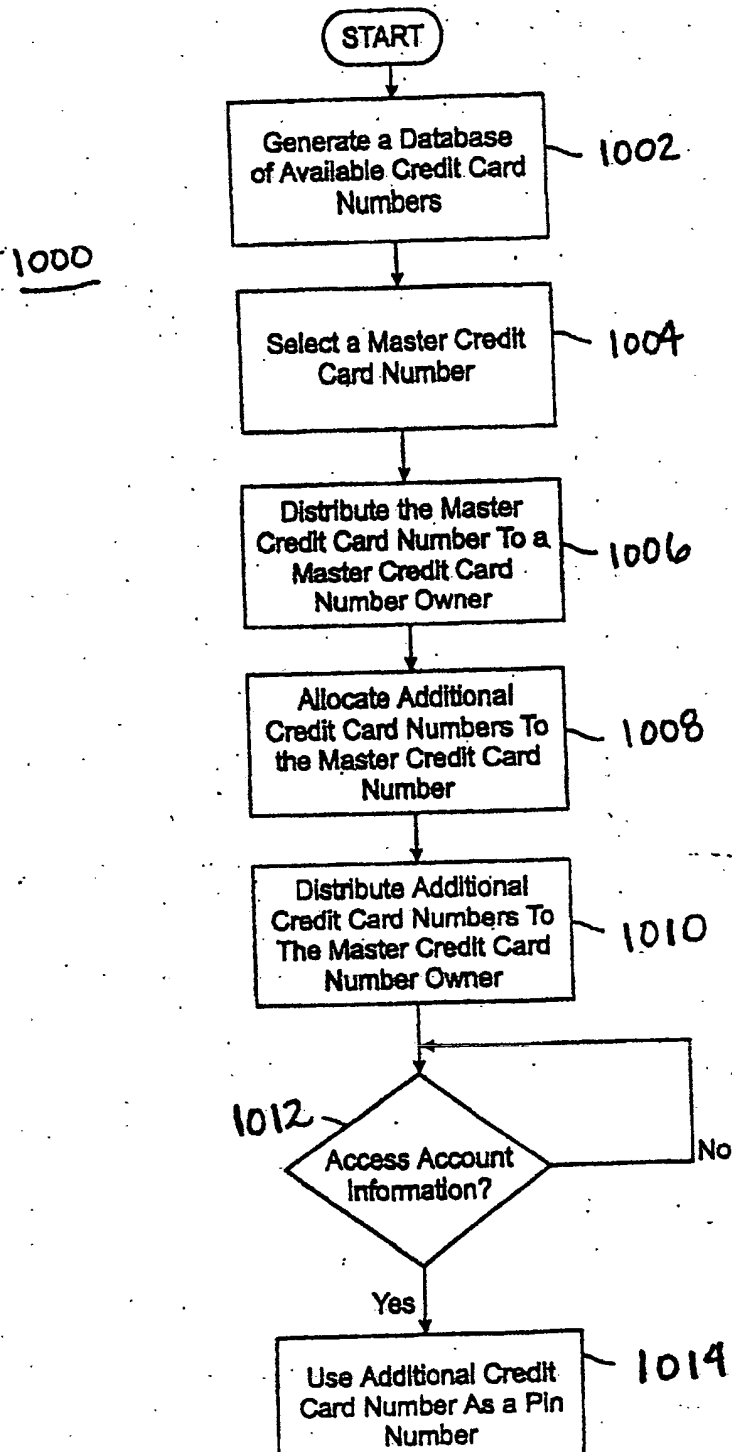 START
Generate a Database
of Available Credit Card
Numbers
1002
1000
Select a Master Credit
Card Number
1004
Distribute the Master
Credit Card Number To a
Master Credit Card
Number Owner
1006
Allocate Additional
Credit Card Numbers To
the Master Credit Card
Number
1008
Distribute Additional
Credit Card Numbers To
The Master Credit Card
Number Owner
1010
1012
Access Account
Information?
No
Yes
Use Additional Credit
Card Number As a Pin
Number
1014